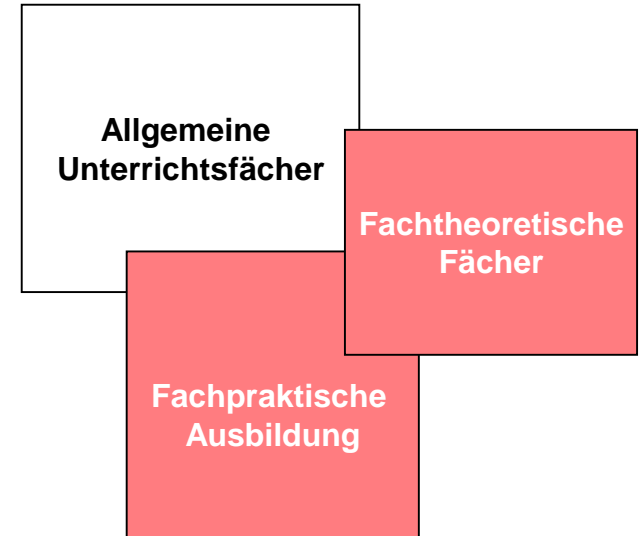 Allgemeine
Unterrichtsfächer
Fachtheoretische
Fächer
Fachpraktische
Ausbildung